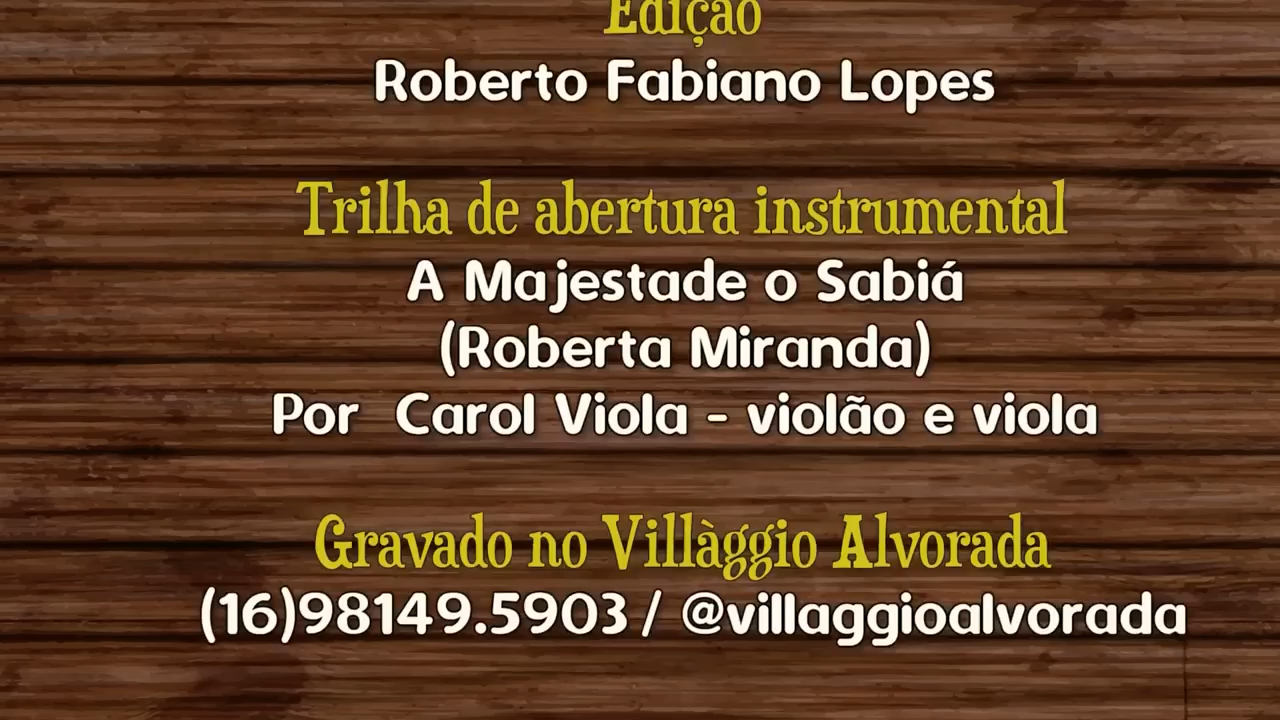 Edição
Roberto Fabiano Lopes
Trilha de abertura instrumental
A Majestade o Sabiá
(Roberta Miranda)
Por Carol Viola - violão e viola
Gravado no Villàggio Alvorada
(16)98149.5903 / @villaggioalvorada